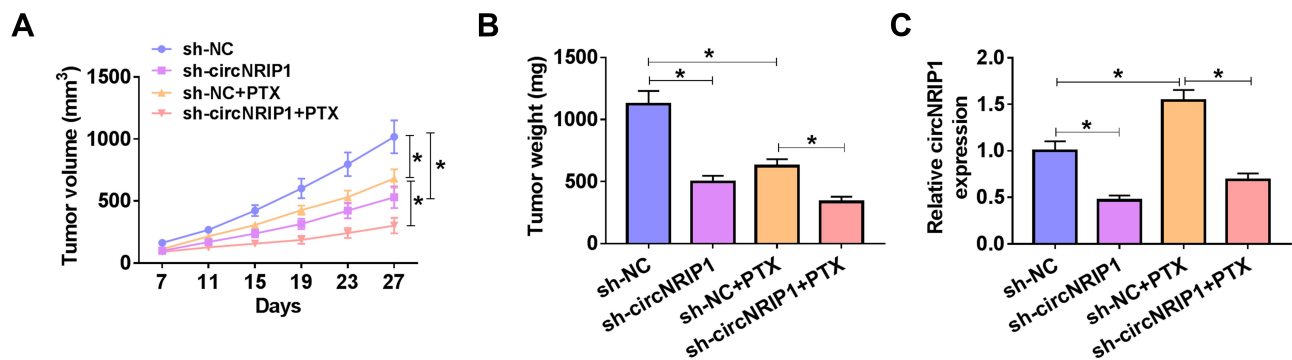 A
sh-NC
sh-circNRIP1
sh-NC+PTX
sh-circNRIP1+PTX
Tumor volume (mm³)
1500
1000
500
0
7 11 15 19 23 27
Days
*
*
*
B
Tumor weight (mg)
1500
1000
500
0
*
*
*
sh-NC
sh-circNRIP1
sh-NC+PTX
sh-circNRIP1+PTX
C
Relative circNRIP1
expression
2.0
1.5
1.0
0.5
0.0
*
*
*
sh-NC
sh-circNRIP1
sh-NC+PTX
sh-circNRIP1+PTX